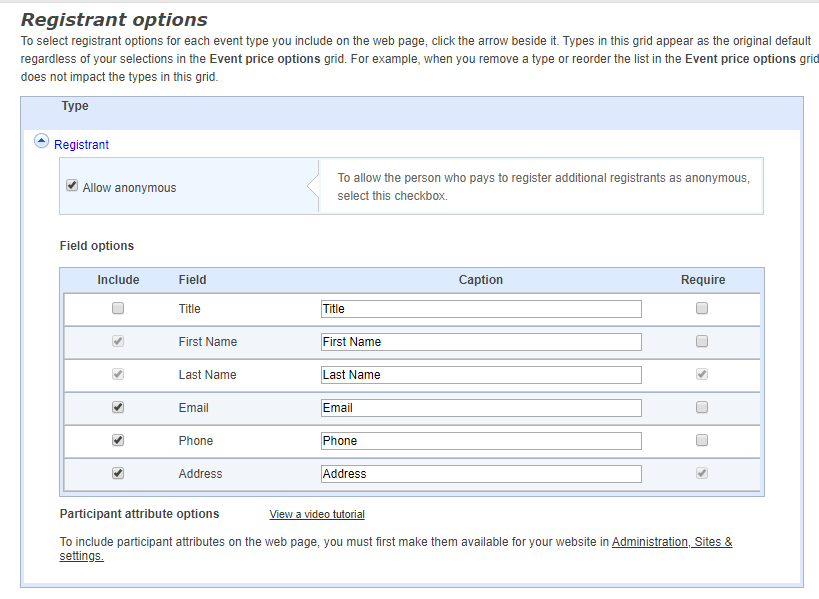 Registrant options
To select registrant options for each event type you include on the web page, click the arrow beside it. Types in this grid appear as the original default
regardless of your selections in the Event price options grid. For example, when you remove a type or reorder the list in the Event price options grid
does not impact the types in this grid.
Type
Registrant
Allow anonymous
To allow the person who pays to register additional registrants as anonymous,
select this checkbox.
Field options
Include Field Caption Require
Title Title
First Name First Name
Last Name Last Name
Email Email
Phone Phone
Address Address
Participant attribute options View a video tutorial
To include participant attributes on the web page, you must first make them available for your website in Administration, Sites &
settings.